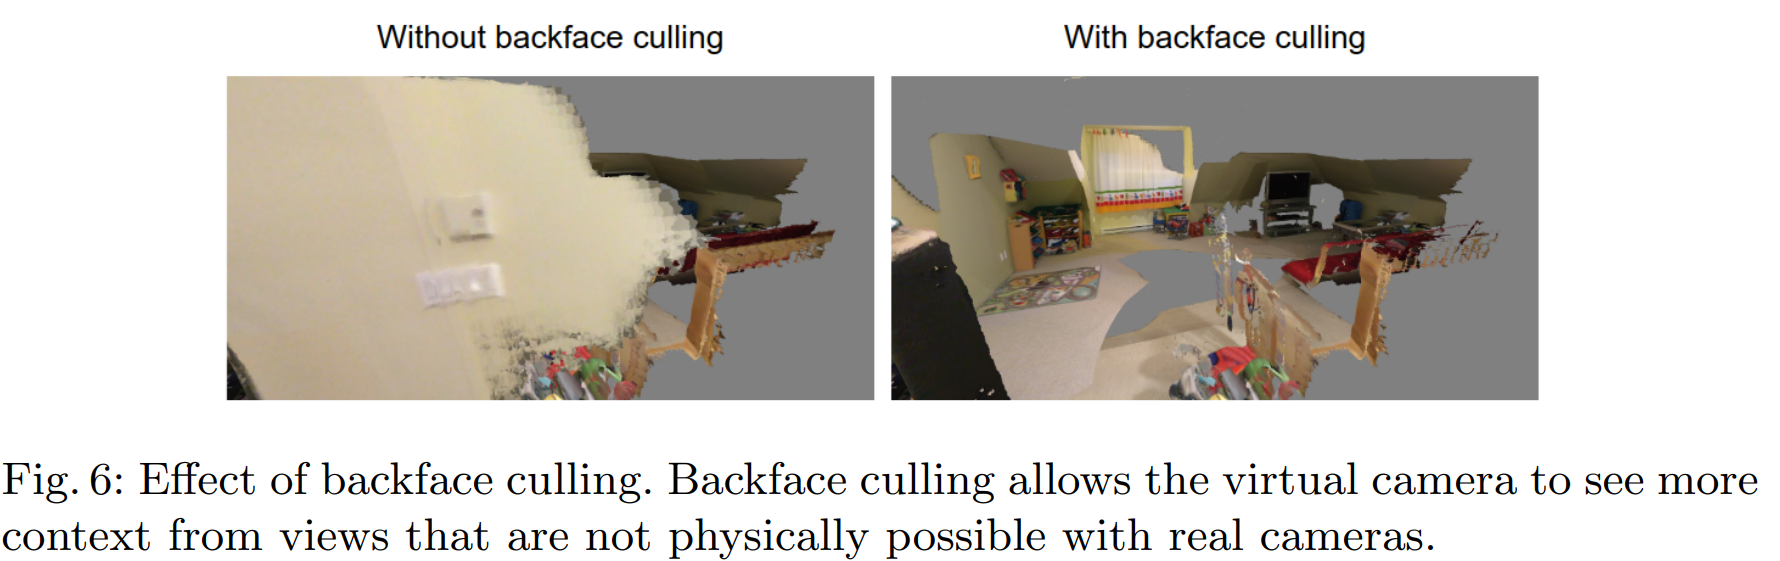 Without backface culling
With backface culling
Fig. 6: Effect of backface culling. Backface culling allows the virtual camera to see more
context from views that are not physically possible with real cameras.